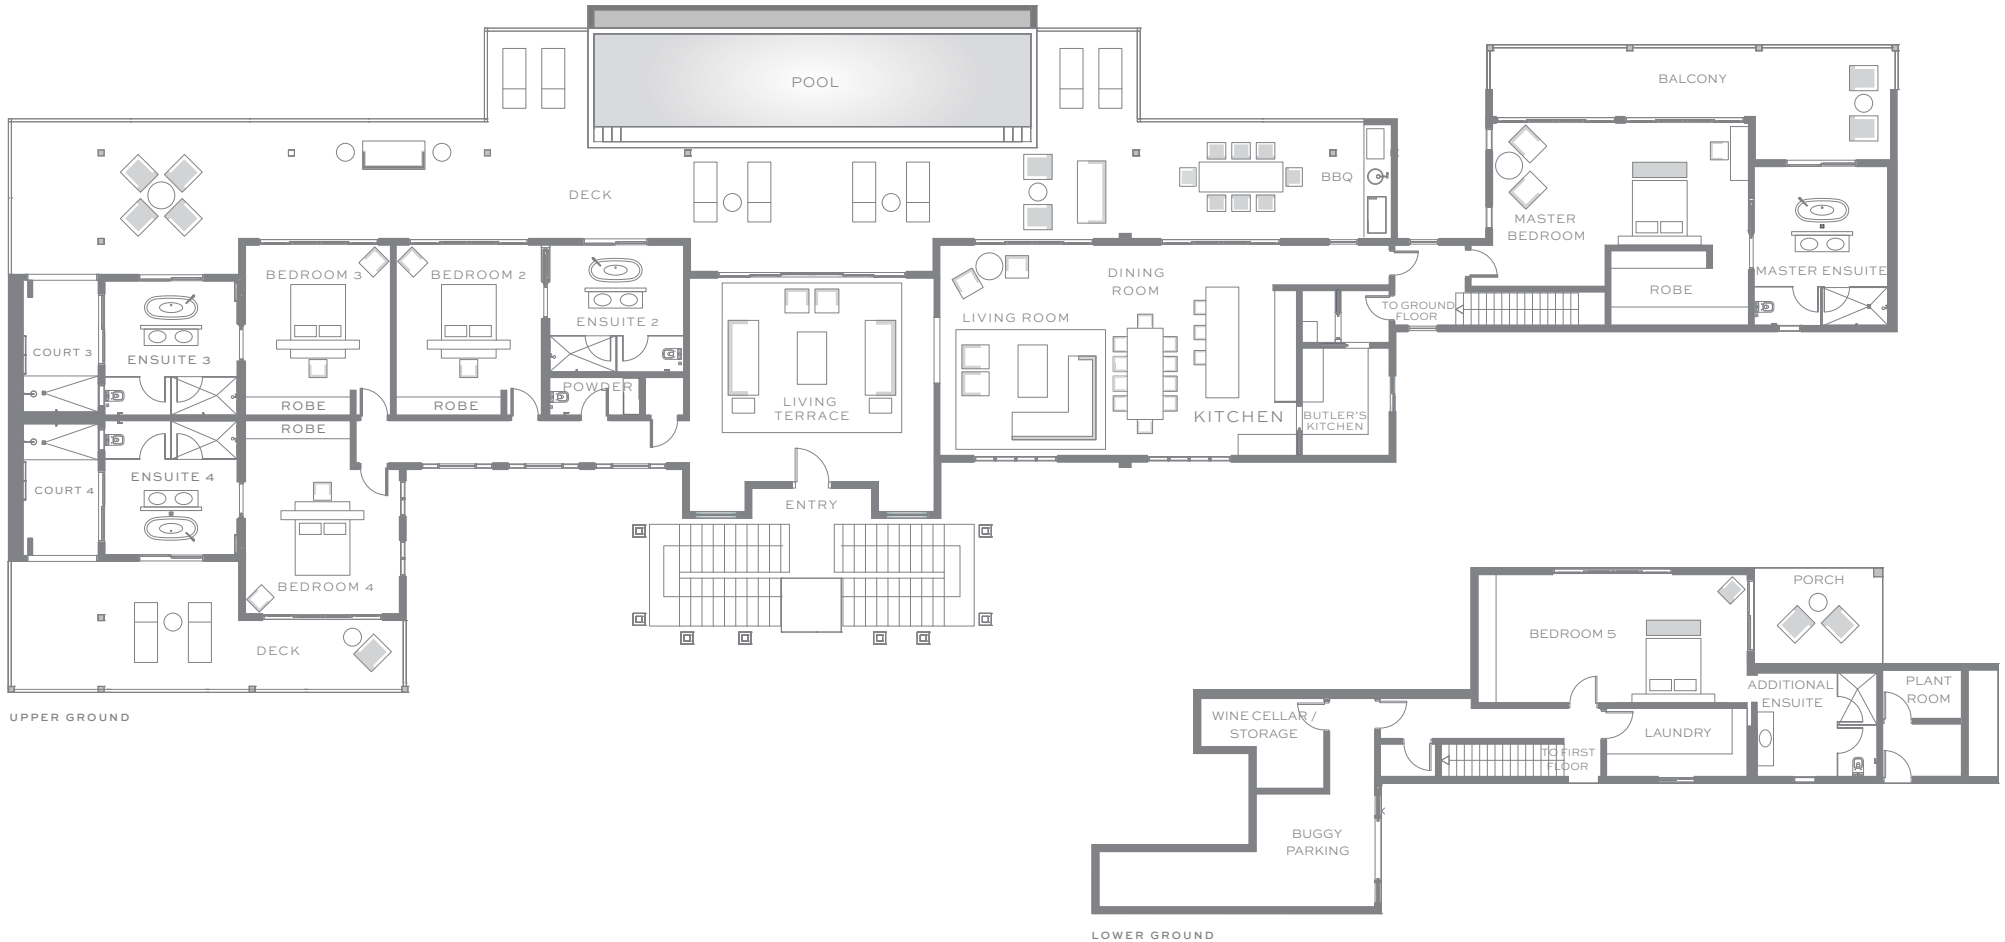 POOL
BALCONY
DECK
BBQ
MASTER
BEDROOM
BEDROOM 3
BEDROOM 2
ENSUITE 2
DINING
ROOM
MASTER ENSUITE
ROBE
TO GROUND
FLOOR
LIVING ROOM
COURT 3
ENSUITE 3
POWDER
ROBE
ROBE
LIVING
TERRACE
KITCHEN
BUTLER'S
KITCHEN
ROBE
ENSUITE 4
COURT 4
ENTRY
BEDROOM 4
DECK
UPPER GROUND
PORCH
BEDROOM 5
ADDITIONAL
ENSUITE
PLANT
ROOM
WINE CELLAR /
STORAGE
LAUNDRY
TO FIRST
FLOOR
BUGGY
PARKING
LOWER GROUND